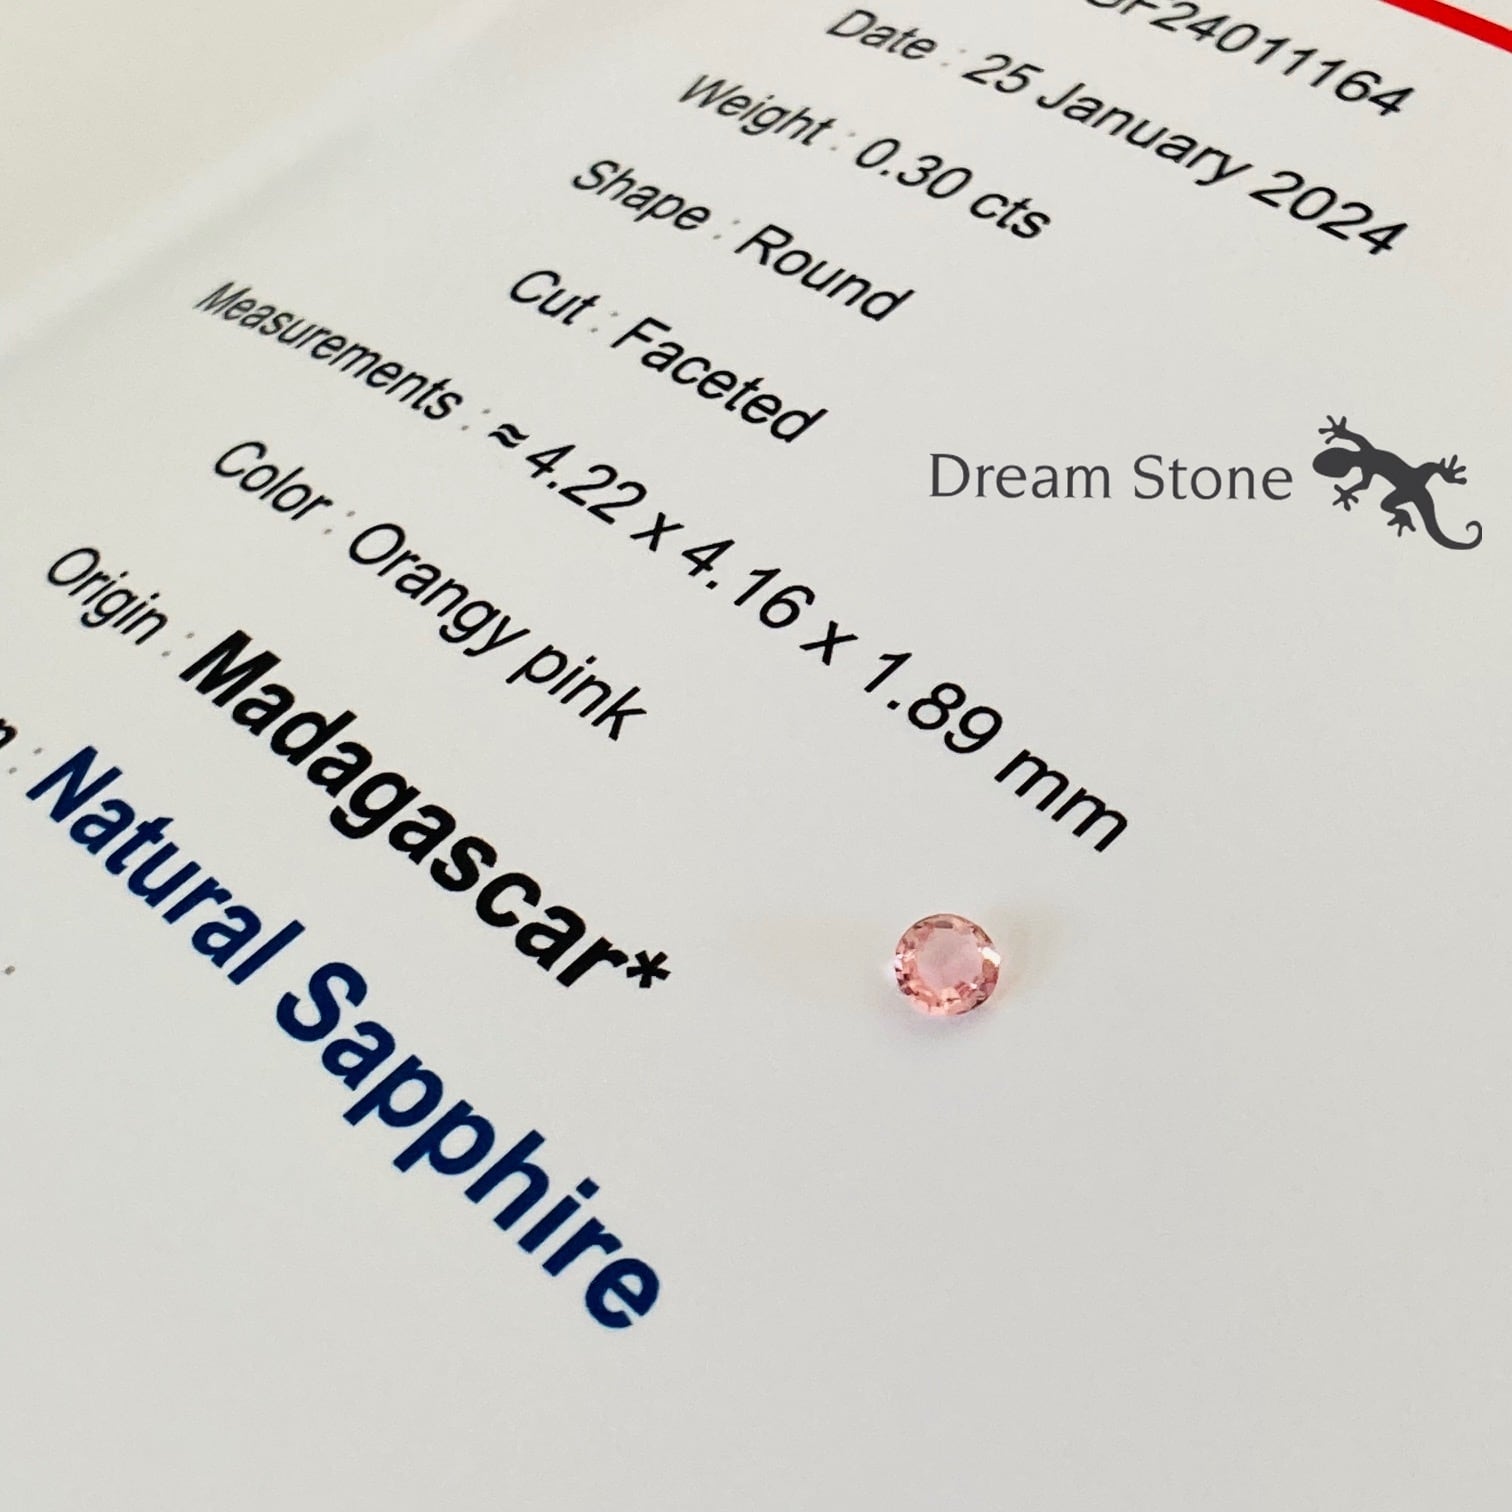 F24011164
Date : 25 January 2024
Weight : 0.30 cts
Shape : Round
Cut : Faceted
Measurements : ≈ 4.22 x 4.16 x 1.89 mm
Color : Orangy pink
Origin : Madagascar*
: Natural Sapphire
Dream Stone